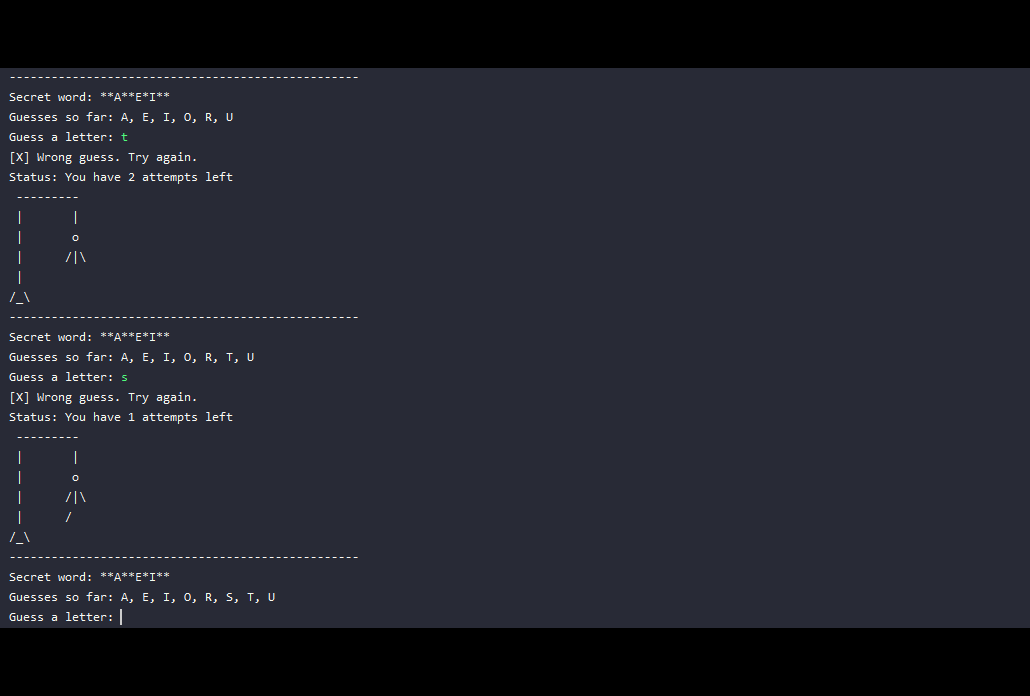 --------------------------------------------------
Secret word: **A**E*I**
Guesses so far: A, E, I, O, R, U
Guess a letter: t
[X] Wrong guess. Try again.
Status: You have 2 attempts left
 ---------
 |       |
 |       o
 |      /|\
 |
/_\
--------------------------------------------------
Secret word: **A**E*I**
Guesses so far: A, E, I, O, R, T, U
Guess a letter: s
[X] Wrong guess. Try again.
Status: You have 1 attempts left
 ---------
 |       |
 |       o
 |      /|\
 |      /
/_\
--------------------------------------------------
Secret word: **A**E*I**
Guesses so far: A, E, I, O, R, S, T, U
Guess a letter: